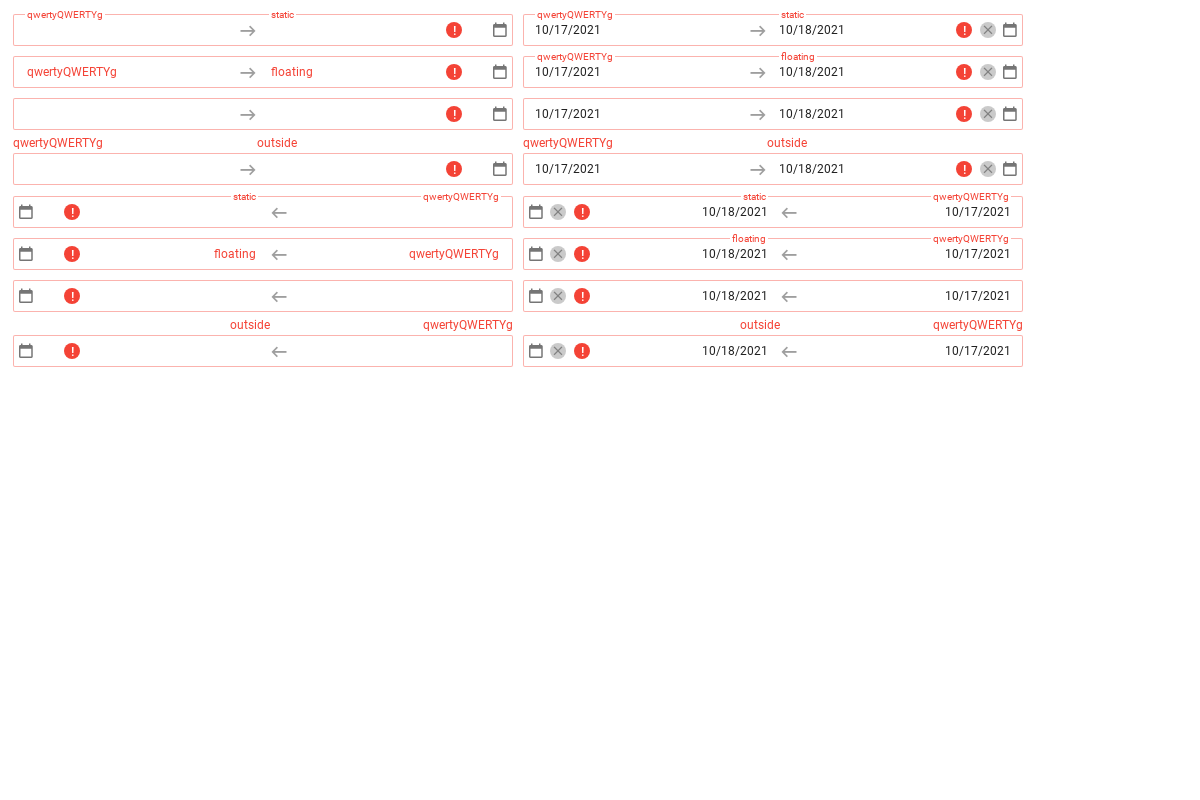 qwertyQWERTYg static qwertyQWERTYg static
10/17/2021 10/18/2021
qwertyQWERTYg floating
qwertyQWERTYg floating 10/17/2021 10/18/2021
10/17/2021 10/18/2021
qwertyQWERTYg outside qwertyQWERTYg outside
10/17/2021 10/18/2021
static qwertyQWERTYg static qwertyQWERTYg
10/18/2021 10/17/2021
floating qwertyQWERTYg
floating qwertyQWERTYg 10/18/2021 10/17/2021
10/18/2021 10/17/2021
outside qwertyQWERTYg outside qwertyQWERTYg
10/18/2021 10/17/2021